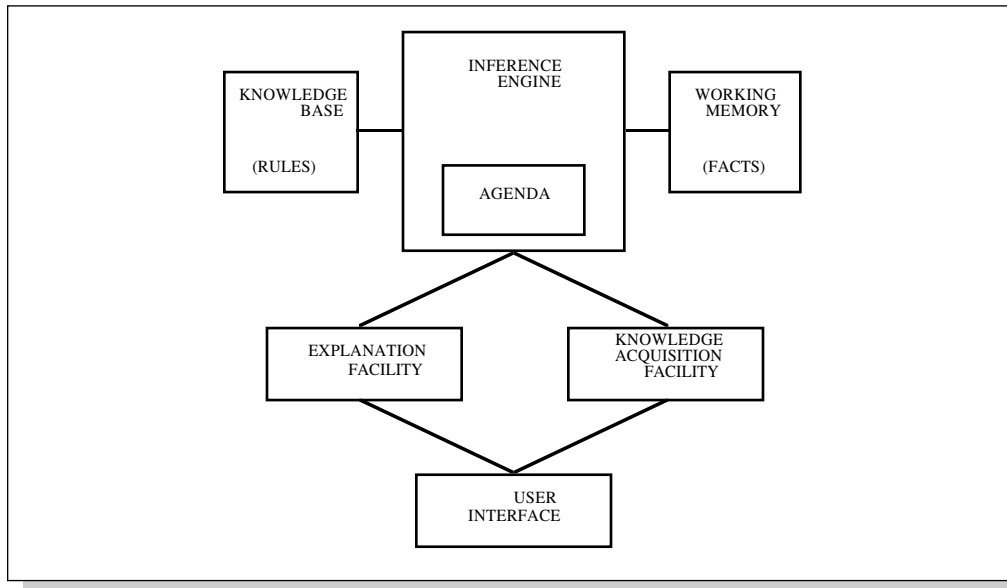 INFERENCE
ENGINE
KNOWLEDGE
BASE
(RULES)
WORKING
MEMORY
(FACTS)
AGENDA
EXPLANATION
FACILITY
KNOWLEDGE
ACQUISITION
FACILITY
USER
INTERFACE